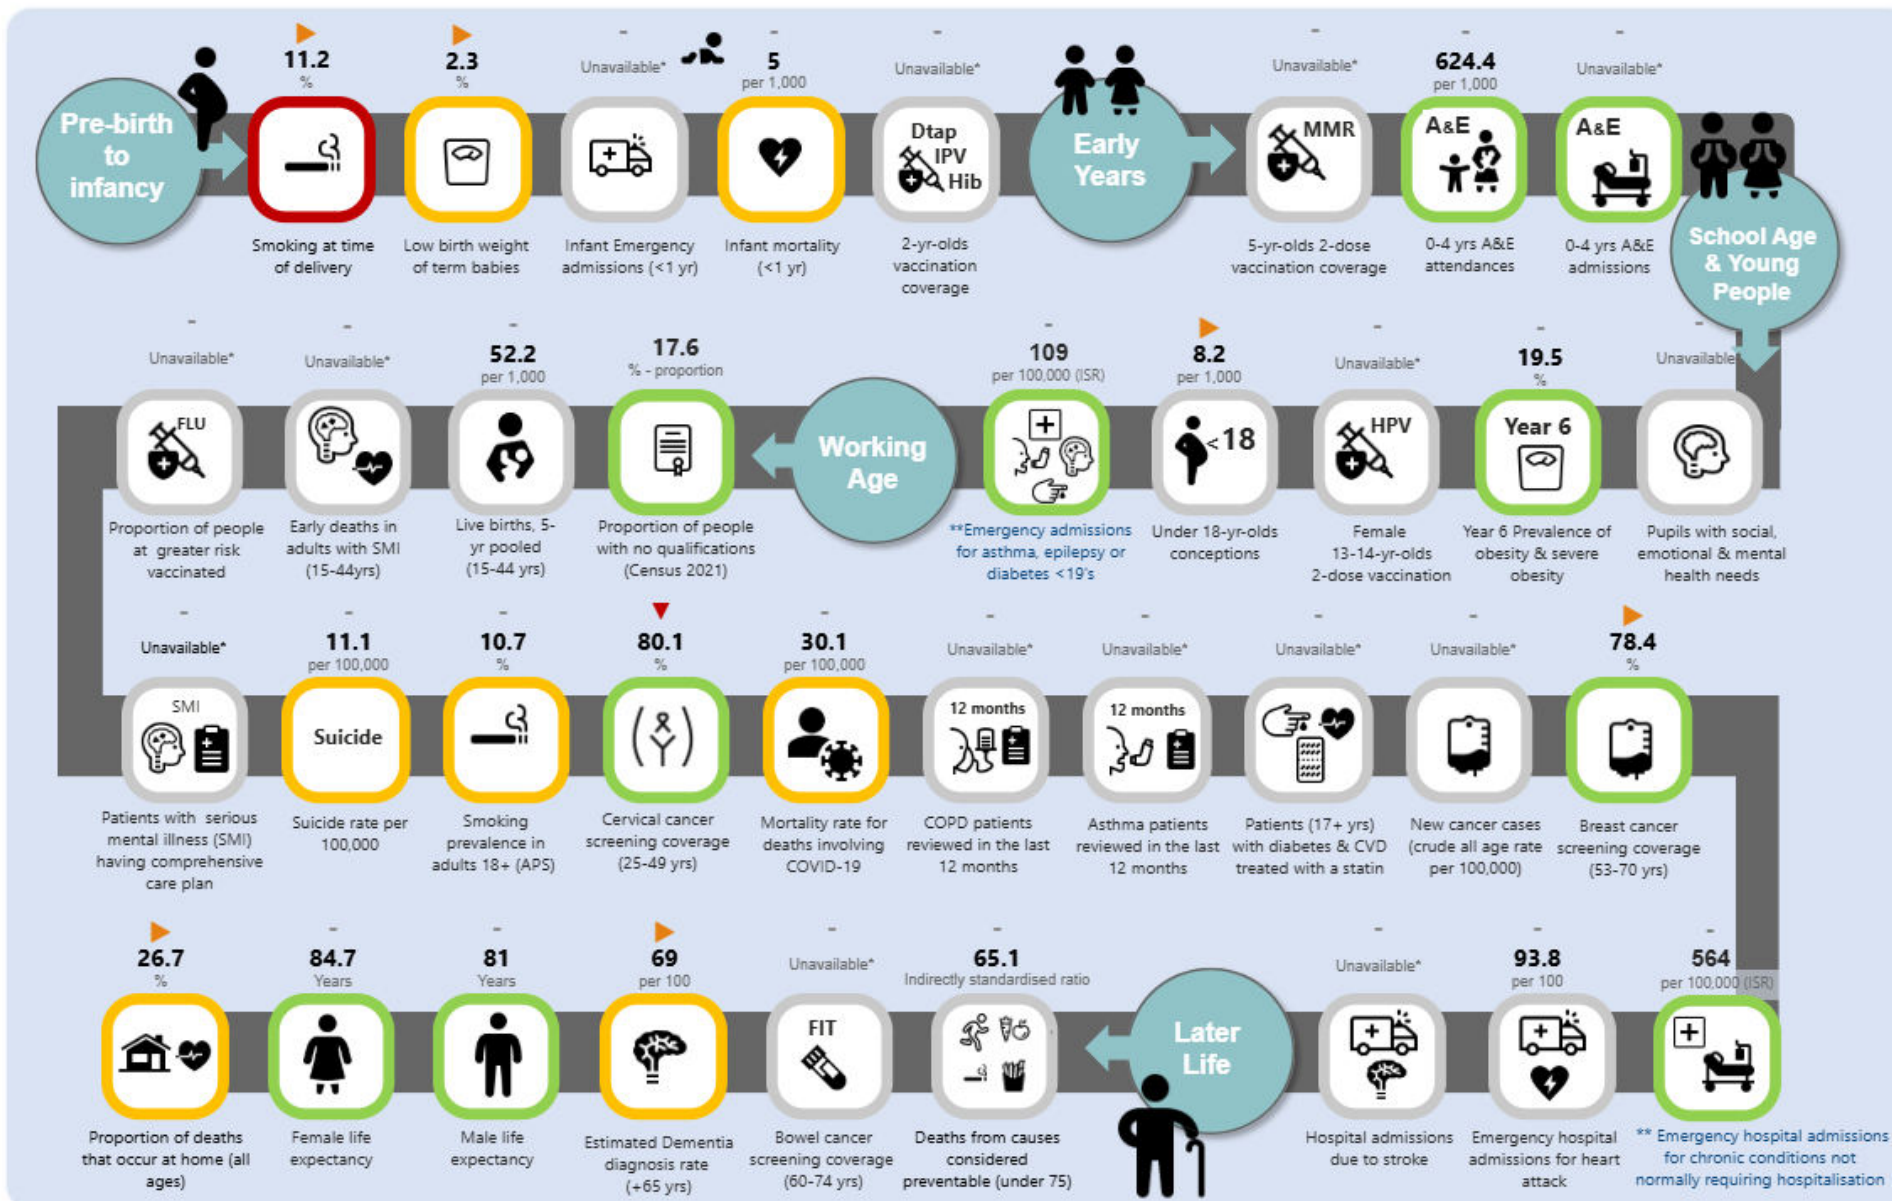 Pre-birth
to
infancy
11.2
%
Smoking at time
of delivery
2.3
%
Low birth weight
of term babies
-
Unavailable*
Infant Emergency
admissions (<1 yr)
-
5
per 1,000
Infant mortality
(<1 yr)
-
Unavailable*
Dtap
IPV
Hib
2-yr-olds
vaccination
coverage
Early
Years
-
Unavailable*
MMR
5-yr-olds 2-dose
vaccination coverage
-
624.4
per 1,000
A&E
0-4 yrs A&E
attendances
-
Unavailable*
A&E
0-4 yrs A&E
admissions
School Age
& Young
People
-
Unavailable
Pupils with social,
emotional & mental
health needs
-
19.5
%
Year 6
Year 6 Prevalence of
obesity & severe
obesity
-
Unavailable*
HPV
Female
13-14-yr-olds
2-dose vaccination
8.2
per 1,000
<18
Under 18-yr-olds
conceptions
-
109
per 100,000 (ISR)
**Emergency admissions
for asthma, epilepsy or
diabetes <19's
Working
Age
17.6
% - proportion
Proportion of people
with no qualifications
(Census 2021)
-
52.2
per 1,000
Live births, 5-
yr pooled
(15-44 yrs)
-
Unavailable*
Early deaths in
adults with SMI
(15-44yrs)
-
Unavailable*
FLU
Proportion of people
at greater risk
vaccinated
-
Unavailable*
SMI
Patients with serious
mental illness (SMI)
having comprehensive
care plan
-
11.1
per 100,000
Suicide
Suicide rate per
100,000
-
10.7
%
Smoking
prevalence in
adults 18+ (APS)
80.1
%
Cervical cancer
screening coverage
(25-49 yrs)
-
30.1
per 100,000
Mortality rate for
deaths involving
COVID-19
-
Unavailable*
12 months
COPD patients
reviewed in the last
12 months
-
Unavailable*
12 months
Asthma patients
reviewed in the last
12 months
-
Unavailable*
Patients (17+ yrs)
with diabetes & CVD
treated with a statin
-
Unavailable*
New cancer cases
(crude all age rate
per 100,000)
78.4
%
Breast cancer
screening coverage
(53-70 yrs)
-
564
per 100,000 (ISR)
** Emergency hospital admissions
for chronic conditions not
normally requiring hospitalisation
-
93.8
per 100
Emergency hospital
admissions for heart
attack
-
Unavailable*
Hospital admissions
due to stroke
Later
Life
-
65.1
Indirectly standardised ratio
Deaths from causes
considered
preventable (under 75)
-
Unavailable*
FIT
Bowel cancer
screening coverage
(60-74 yrs)
69
per 100
Estimated Dementia
diagnosis rate
(+65 yrs)
-
81
Years
Male life
expectancy
-
84.7
Years
Female life
expectancy
26.7
%
Proportion of deaths
that occur at home (all
ages)